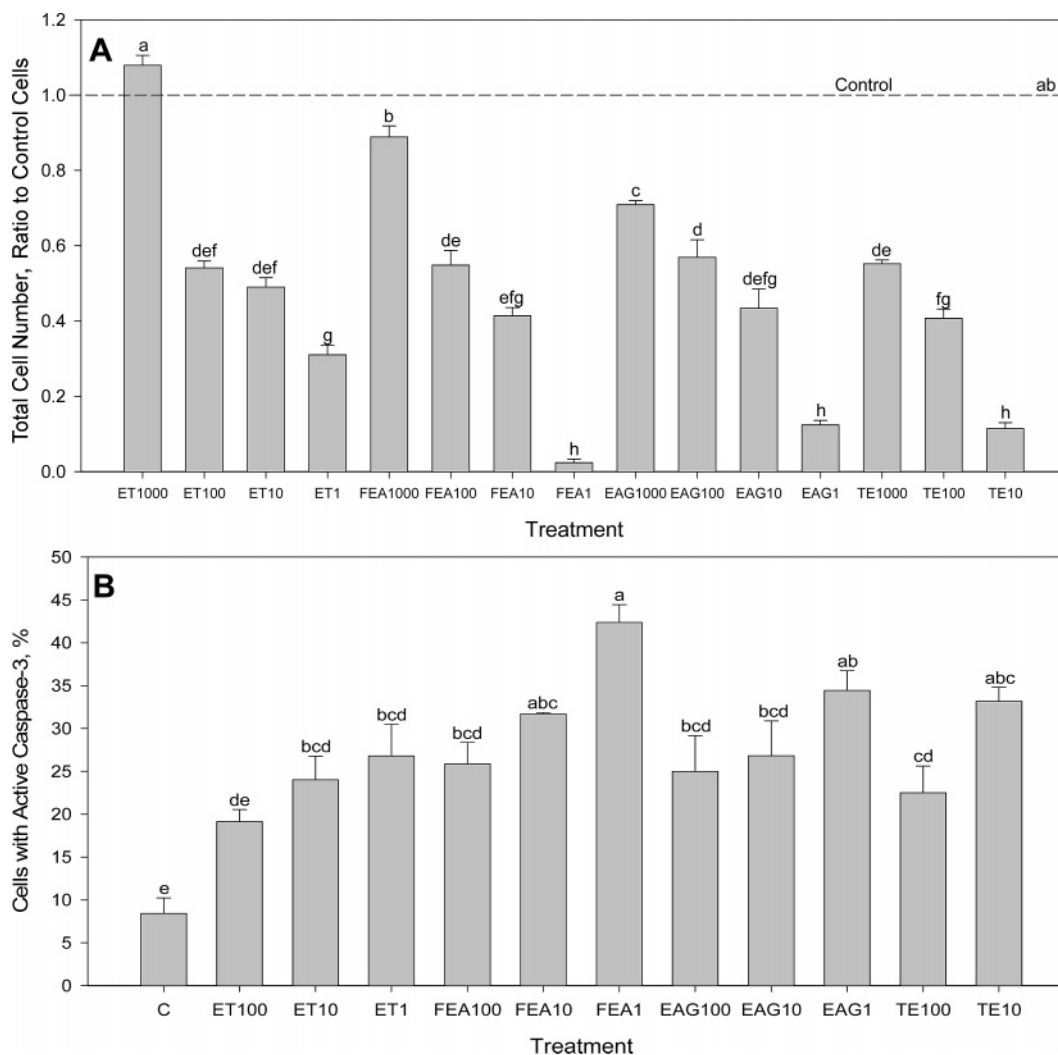 A
Total Cell Number, Ratio to Control Cells
1.2
1.0
0.8
0.6
0.4
0.2
0.0
Control
ab
a
def
def
g
b
de
efg
h
c
d
defg
h
de
fg
h
ET1000 ET100 ET10 ET1 FEA1000 FEA100 FEA10 FEA1 EAG1000 EAG100 EAG10 EAG1 TE1000 TE100 TE10
Treatment
B
Cells with Active Caspase-3, %
50
45
40
35
30
25
20
15
10
5
0
e
de
bcd
bcd
bcd
abc
a
bcd
bcd
ab
cd
abc
C ET100 ET10 ET1 FEA100 FEA10 FEA1 EAG100 EAG10 EAG1 TE100 TE10
Treatment